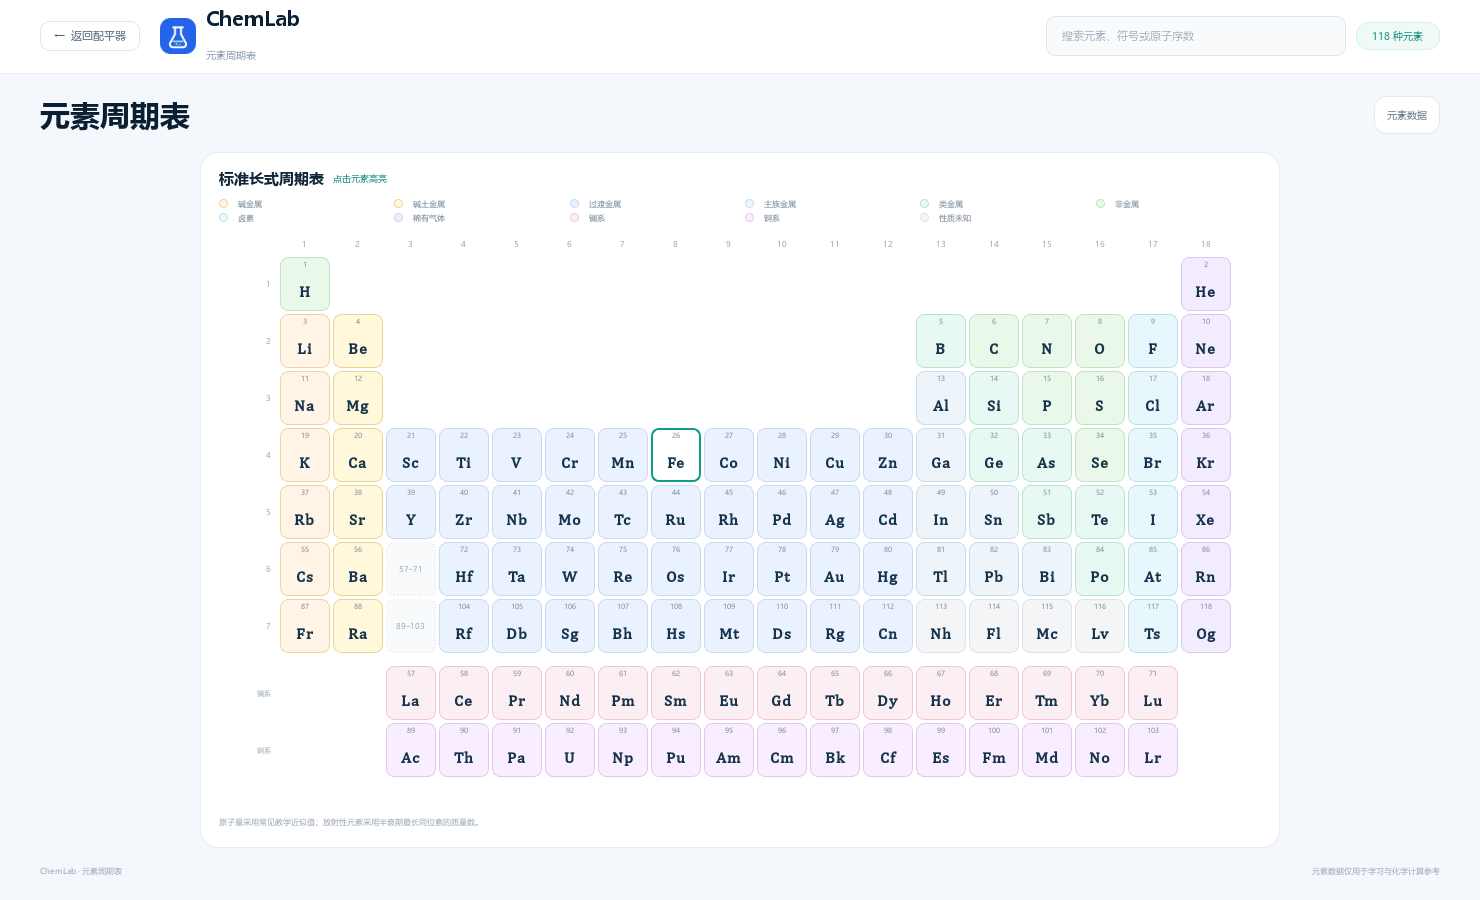 ← 返回配平器
ChemLab
元素周期表
搜索元素、符号或原子序数
118 种元素
元素周期表
元素数据
标准长式周期表 点击元素高亮
碱金属 碱土金属 过渡金属 主族金属 类金属 非金属
卤素 稀有气体 镧系 锕系 性质未知
1 2 3 4 5 6 7 8 9 10 11 12 13 14 15 16 17 18
1 2
1 H He
3 4 5 6 7 8 9 10
2 Li Be B C N O F Ne
11 12 13 14 15 16 17 18
3 Na Mg Al Si P S Cl Ar
19 20 21 22 23 24 25 26 27 28 29 30 31 32 33 34 35 36
4 K Ca Sc Ti V Cr Mn Fe Co Ni Cu Zn Ga Ge As Se Br Kr
37 38 39 40 41 42 43 44 45 46 47 48 49 50 51 52 53 54
5 Rb Sr Y Zr Nb Mo Tc Ru Rh Pd Ag Cd In Sn Sb Te I Xe
55 56 72 73 74 75 76 77 78 79 80 81 82 83 84 85 86
6 Cs Ba 57–71 Hf Ta W Re Os Ir Pt Au Hg Tl Pb Bi Po At Rn
87 88 104 105 106 107 108 109 110 111 112 113 114 115 116 117 118
7 Fr Ra 89–103 Rf Db Sg Bh Hs Mt Ds Rg Cn Nh Fl Mc Lv Ts Og
57 58 59 60 61 62 63 64 65 66 67 68 69 70 71
镧系 La Ce Pr Nd Pm Sm Eu Gd Tb Dy Ho Er Tm Yb Lu
89 90 91 92 93 94 95 96 97 98 99 100 101 102 103
锕系 Ac Th Pa U Np Pu Am Cm Bk Cf Es Fm Md No Lr
原子量采用常见教学近似值；放射性元素采用半衰期最长同位素的质量数。
ChemLab · 元素周期表
元素数据仅用于学习与化学计算参考